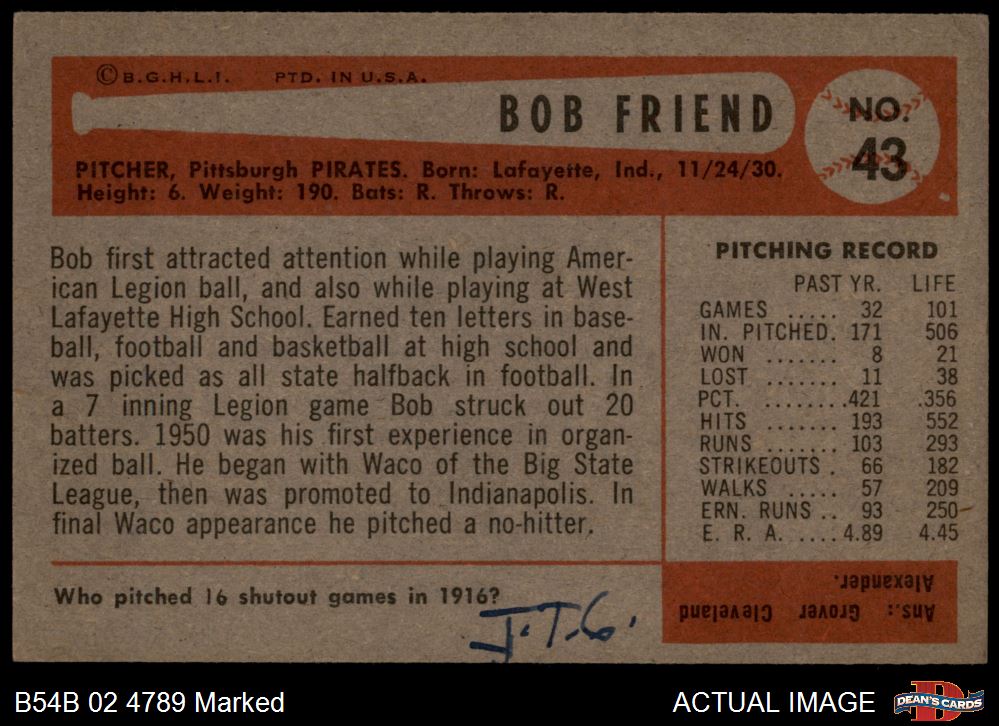 © B.G.H.L.I. PTD. IN U.S.A.
BOB FRIEND
NO.
43
PITCHER, Pittsburgh PIRATES. Born: Lafayette, Ind., 11/24/30.
Height: 6. Weight: 190. Bats: R. Throws: R.
Bob first attracted attention while playing Amer-
ican Legion ball, and also while playing at West
Lafayette High School. Earned ten letters in base-
ball, football and basketball at high school and
was picked as all state halfback in football. In
a 7 inning Legion game Bob struck out 20
batters. 1950 was his first experience in organ-
ized ball. He began with Waco of the Big State
League, then was promoted to Indianapolis. In
final Waco appearance he pitched a no-hitter.
PITCHING RECORD
PAST YR. LIFE
GAMES ..... 32 101
IN. PITCHED. 171 506
WON ....... 8 21
LOST ....... 11 38
PCT. ........421 .356
HITS ....... 193 552
RUNS ...... 103 293
STRIKEOUTS . 66 182
WALKS ..... 57 209
ERN. RUNS .. 93 250
E. R. A. ....4.89 4.45
Who pitched 16 shutout games in 1916?
J.T.G.
Ans.: Grover Cleveland
Alexander.
B54B 02 4789 Marked
ACTUAL IMAGE
D
DEAN'S CARDS